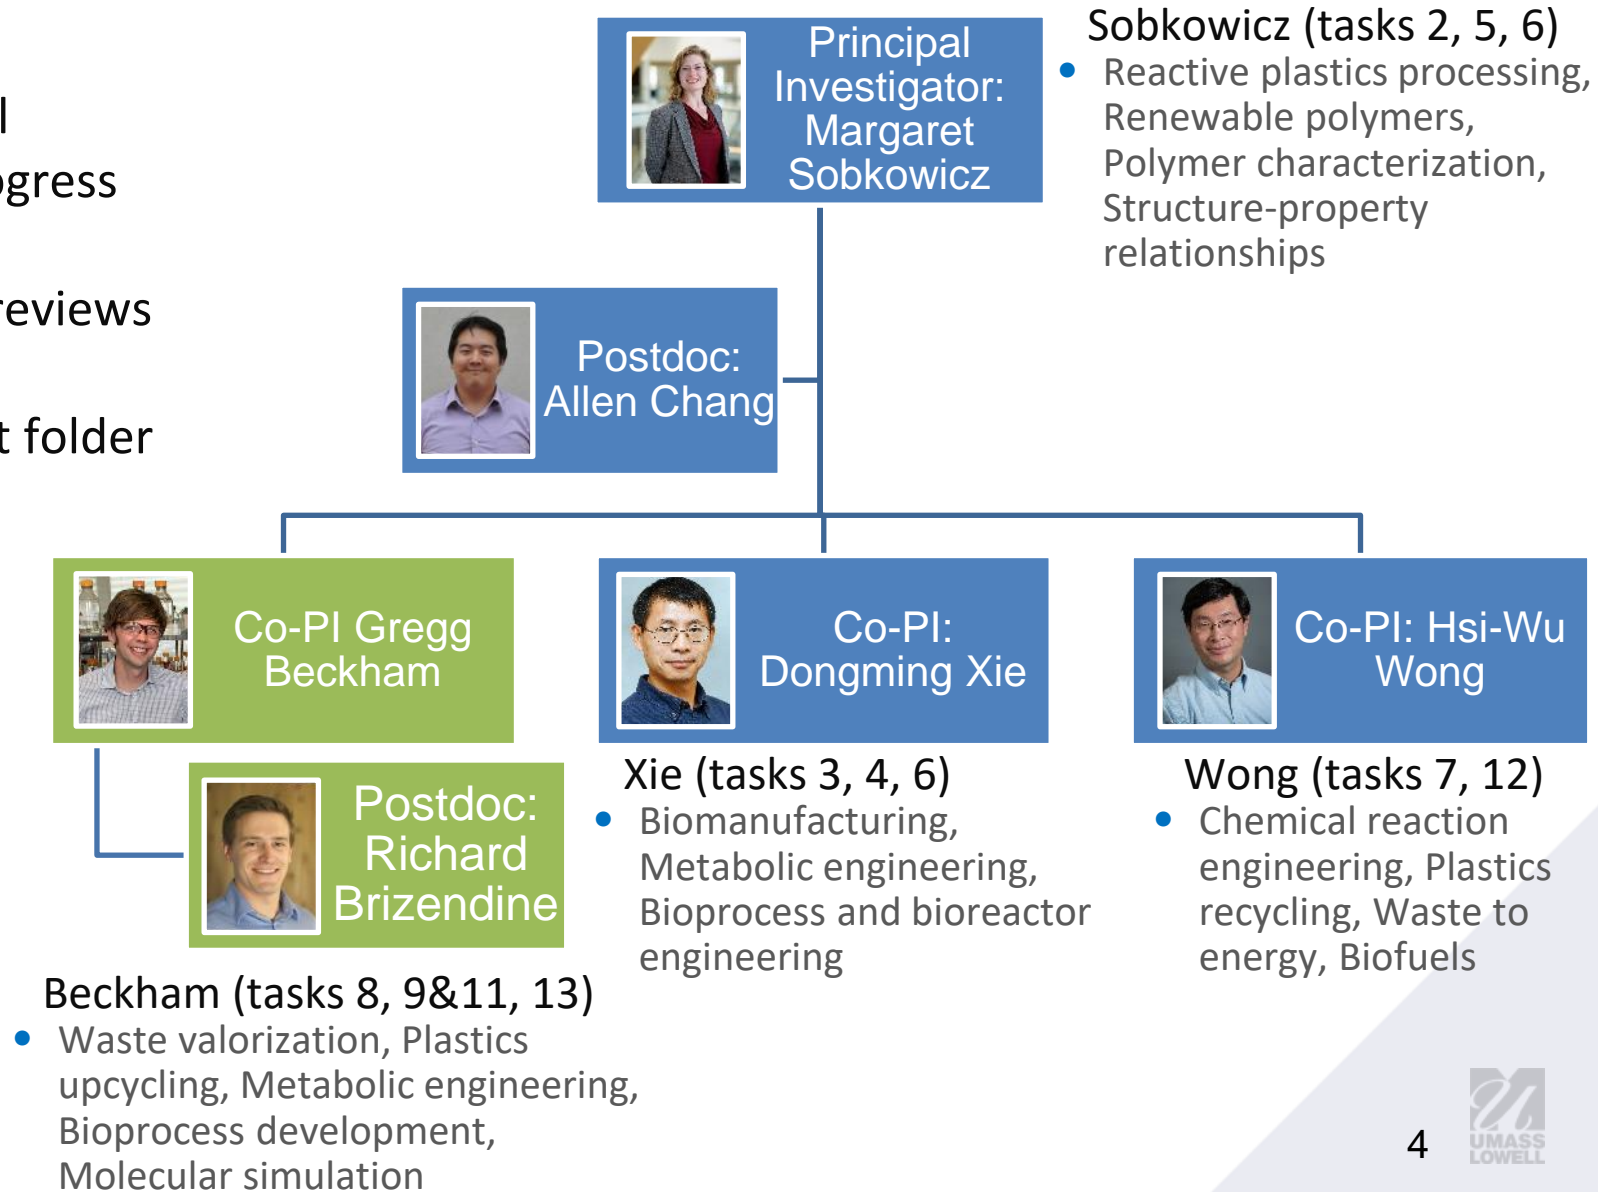 l
gress
reviews
t folder
Principal
Investigator:
Margaret
Sobkowicz
Sobkowicz (tasks 2, 5, 6)
• Reactive plastics processing,
Renewable polymers,
Polymer characterization,
Structure-property
relationships
Postdoc:
Allen Chang
Co-PI Gregg
Beckham
Co-PI:
Dongming Xie
Co-PI: Hsi-Wu
Wong
Postdoc:
Richard
Brizendine
Xie (tasks 3, 4, 6)
• Biomanufacturing,
Metabolic engineering,
Bioprocess and bioreactor
engineering
Wong (tasks 7, 12)
• Chemical reaction
engineering, Plastics
recycling, Waste to
energy, Biofuels
Beckham (tasks 8, 9&11, 13)
• Waste valorization, Plastics
upcycling, Metabolic engineering,
Bioprocess development,
Molecular simulation
4
UMASS
LOWELL